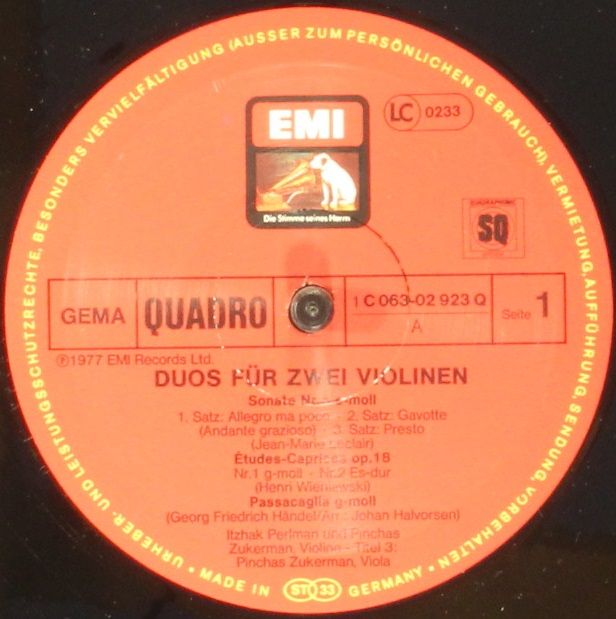 URHEBER- UND LEISTUNGSSCHUTZRECHTE, BESONDERS VERVIELFÄLTIGUNG (AUSSER ZUM PERSÖNLICHEN GEBRAUCH), VERMIETUNG, AUFFÜHRUNG, SENDUNG, VORBEHALTEN •
EMI
Die Stimme seines Herrn
LC 0233
QUADRAPHONIC
SQ
GEMA QUADRO 1 C 063-02 923 Q
A
Seite 1
℗1977 EMI Records Ltd.
DUOS FÜR ZWEI VIOLINEN
Sonate
1. Satz: Allegro ma poco - 2. Satz: Gavotte
(Andante grazioso) - 3. Satz: Presto
(Jean-Marie Leclair)
Études-Caprices op.18
Nr.1 g-moll - Nr.2 Es-dur
(Henri Wieniewski)
Passacaglia g-moll
(Georg Friedrich Händel/Arr.: Johan Halvorsen)
Itzhak Perlman und Pinchas
Zukerman, Violine - Titel 3:
Pinchas Zukerman, Viola
• MADE IN GERMANY •
ST 33